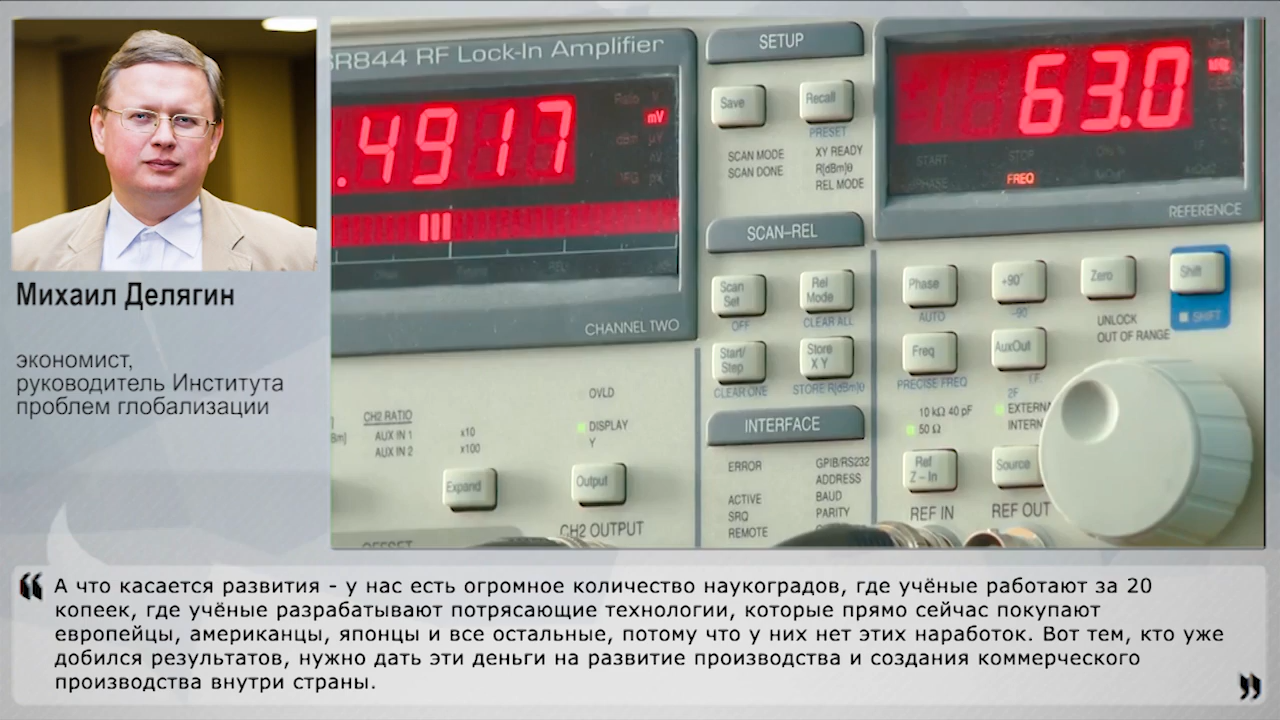 Михаил Делягин
экономист,
руководитель Института
проблем глобализации
SR844 RF Lock-In Amplifier
.4917
mV
CHANNEL TWO
CH2 RATIO
AUX IN 1
AUX IN 2
x10
x100
Expand
OVLD
DISPLAY
Y
Output
CH2 OUTPUT
OFFSET
SETUP
Save
Recall
PRESET
SCAN MODE
SCAN DONE
XY READY
R[dBm]θ
REL MODE
SCAN-REL
Scan
Set
OFF
Rel
Mode
CLEAR ALL
Start/
Step
CLEAR ONE
Store
X Y
STORE R[dBm]θ
INTERFACE
ERROR
ACTIVE
SRQ
REMOTE
GPIB/RS232
ADDRESS
BAUD
PARITY
63.0
MHz
START
STOP
FREQ
REFERENCE
Phase
AUTO
+90°
-90
Zero
Shift
SHIFT
UNLOCK
OUT OF RANGE
Freq
PRECISE FREQ
AuxOut
10 kΩ 40 pF
50 Ω
2F
EXTERN
INTERN
Ref
Z-In
Source
REF IN
REF OUT
А что касается развития - у нас есть огромное количество наукоградов, где учёные работают за 20
копеек, где учёные разрабатывают потрясающие технологии, которые прямо сейчас покупают
европейцы, американцы, японцы и все остальные, потому что у них нет этих наработок. Вот тем, кто уже
добился результатов, нужно дать эти деньги на развитие производства и создания коммерческого
производства внутри страны.